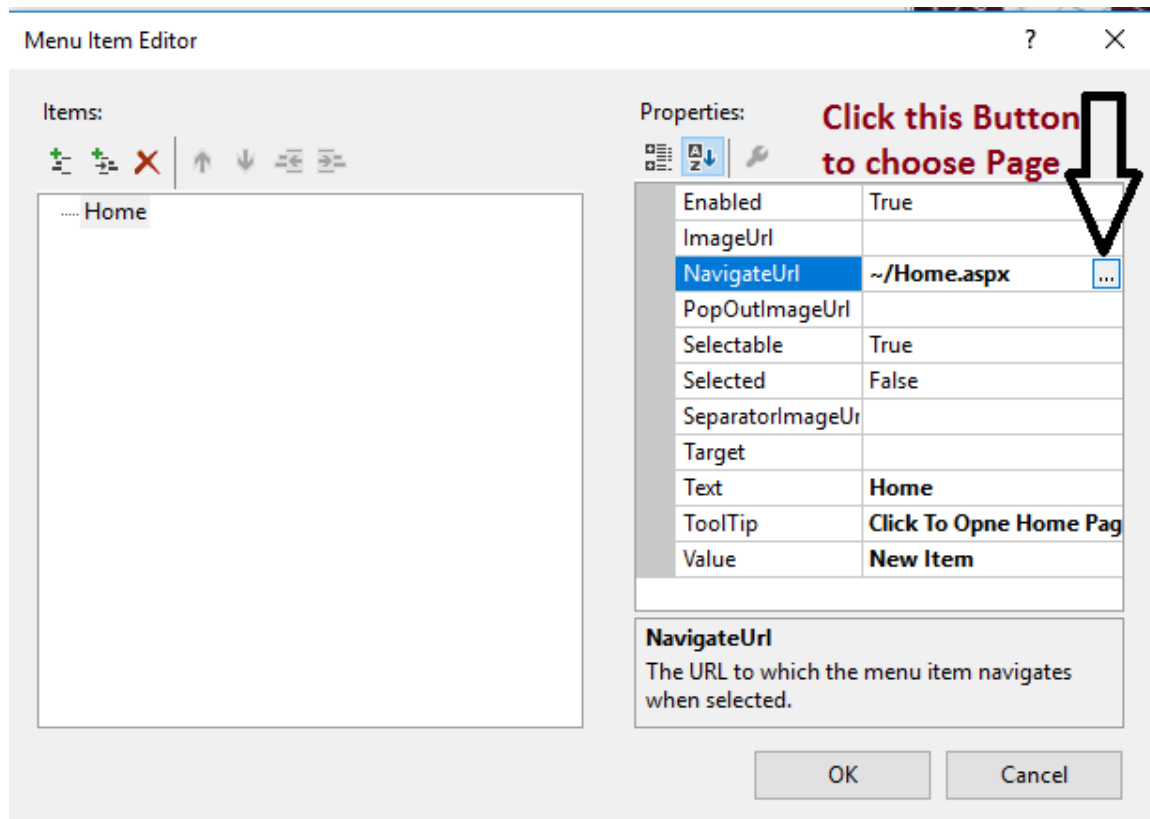 Menu Item Editor
?
Items:
Properties:
Click this Button
to choose Page
Home
Enabled True
ImageUrl
NavigateUrl ~/Home.aspx ...
PopOutImageUrl
Selectable True
Selected False
SeparatorImageUr
Target
Text Home
ToolTip Click To Opne Home Pag
Value New Item
NavigateUrl
The URL to which the menu item navigates
when selected.
OK Cancel